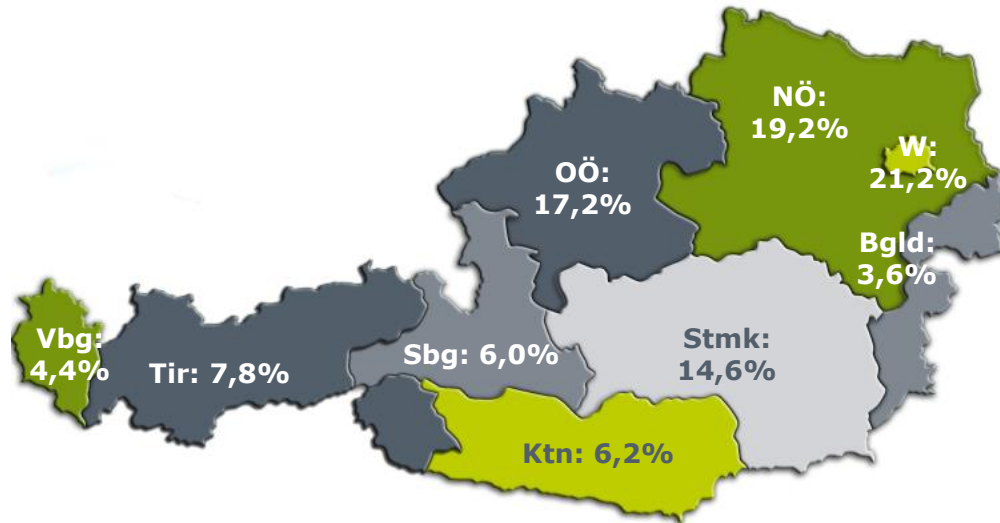 NÖ:
19,2%
W:
21,2%
OÖ:
17,2%
Bgld:
3,6%
Vbg:
4,4%
Tir: 7,8%
Sbg: 6,0%
Stmk:
14,6%
Ktn: 6,2%